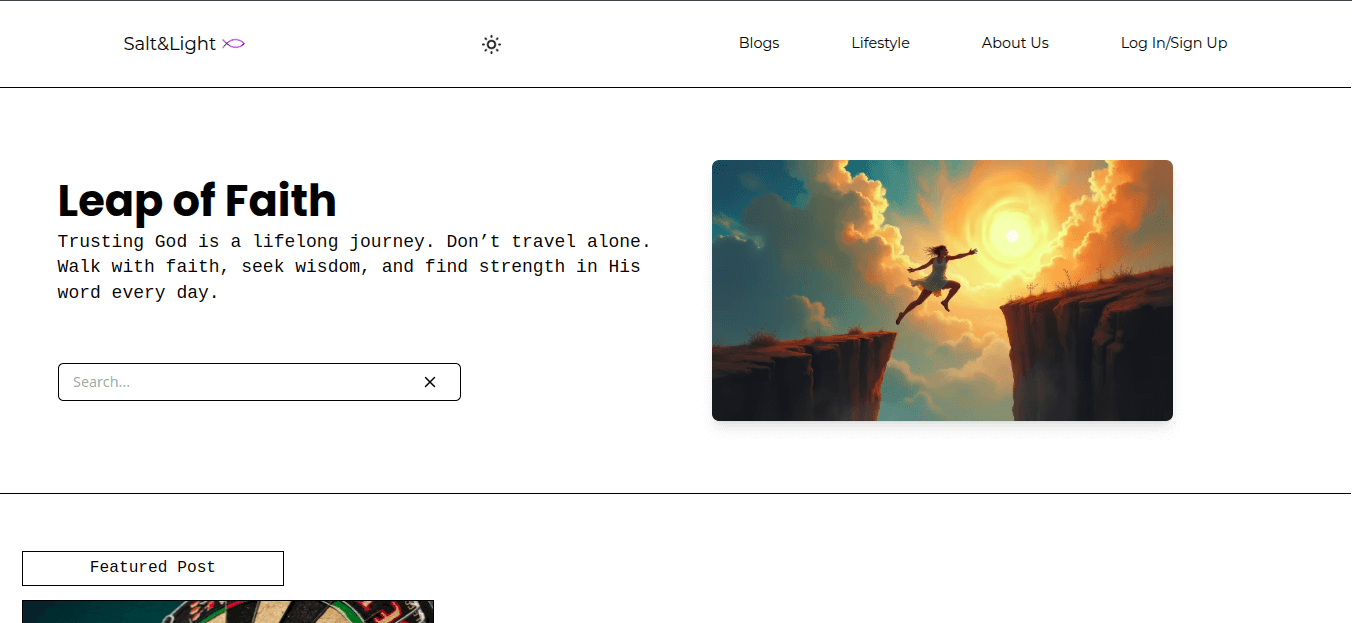 Salt&Light
Blogs
Lifestyle
About Us
Log In/Sign Up
Leap of Faith
Trusting God is a lifelong journey. Don’t travel alone.
Walk with faith, seek wisdom, and find strength in His
word every day.
Search...
Featured Post